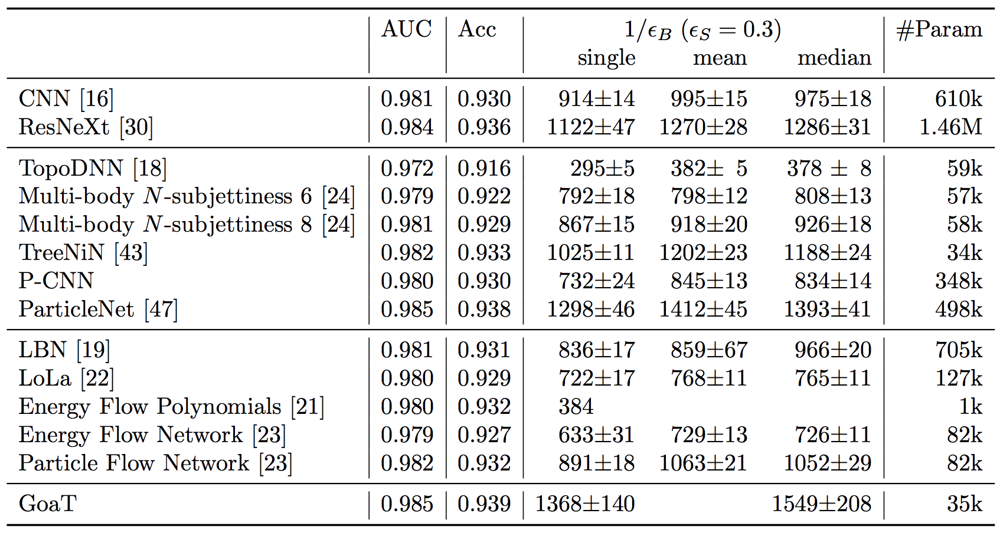 AUC Acc 1/ϵB (ϵS = 0.3) #Param
single mean median
CNN [16] 0.981 0.930 914±14 995±15 975±18 610k
ResNeXt [30] 0.984 0.936 1122±47 1270±28 1286±31 1.46M
TopoDNN [18] 0.972 0.916 295±5 382± 5 378 ± 8 59k
Multi-body N-subjettiness 6 [24] 0.979 0.922 792±18 798±12 808±13 57k
Multi-body N-subjettiness 8 [24] 0.981 0.929 867±15 918±20 926±18 58k
TreeNiN [43] 0.982 0.933 1025±11 1202±23 1188±24 34k
P-CNN 0.980 0.930 732±24 845±13 834±14 348k
ParticleNet [47] 0.985 0.938 1298±46 1412±45 1393±41 498k
LBN [19] 0.981 0.931 836±17 859±67 966±20 705k
LoLa [22] 0.980 0.929 722±17 768±11 765±11 127k
Energy Flow Polynomials [21] 0.980 0.932 384 1k
Energy Flow Network [23] 0.979 0.927 633±31 729±13 726±11 82k
Particle Flow Network [23] 0.982 0.932 891±18 1063±21 1052±29 82k
GoaT 0.985 0.939 1368±140 1549±208 35k